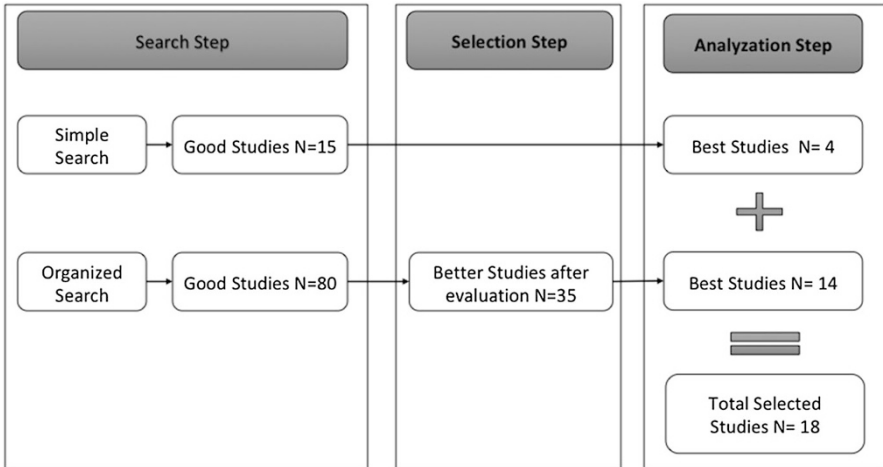 Search Step
Selection Step
Analyzation Step
Simple
Search
Good Studies N=15
Best Studies N= 4
+
Organized
Search
Good Studies N=80
Better Studies after
evaluation N=35
Best Studies N= 14
=
Total Selected
Studies N= 18